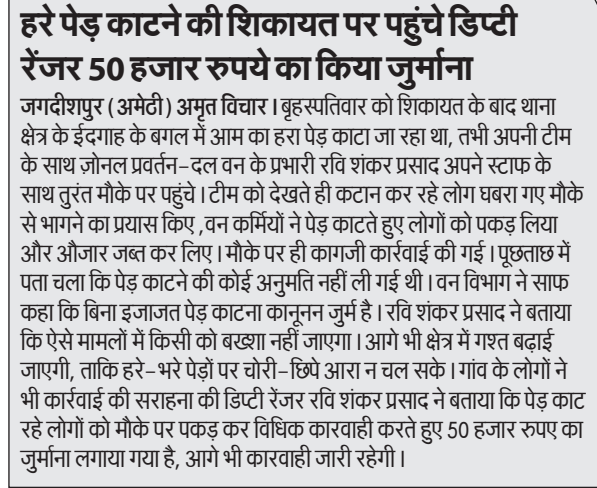 हरे पेड़ काटने की शिकायत पर पहुंचे डिप्टी
रेंजर 50 हजार रुपये का किया जुर्माना
जगदीशपुर (अमेठी) अमृत विचार । बृहस्पतिवार को शिकायत के बाद थाना
क्षेत्र के ईदगाह के बगल में आम का हरा पेड़ काटा जा रहा था, तभी अपनी टीम
के साथ ज़ोनल प्रवर्तन-दल वन के प्रभारी रवि शंकर प्रसाद अपने स्टाफ के
साथ तुरंत मौके पर पहुंचे । टीम को देखते ही कटान कर रहे लोग घबरा गए मौके
से भागने का प्रयास किए ,वन कर्मियों ने पेड़ काटते हुए लोगों को पकड़ लिया
और औजार जब्त कर लिए । मौके पर ही कागजी कार्रवाई की गई । पूछताछ में
पता चला कि पेड़ काटने की कोई अनुमति नहीं ली गई थी । वन विभाग ने साफ
कहा कि बिना इजाजत पेड़ काटना कानूनन जुर्म है । रवि शंकर प्रसाद ने बताया
कि ऐसे मामलों में किसी को बख्शा नहीं जाएगा । आगे भी क्षेत्र में गश्त बढ़ाई
जाएगी, ताकि हरे-भरे पेड़ों पर चोरी-छिपे आरा न चल सके । गांव के लोगों ने
भी कार्रवाई की सराहना की डिप्टी रेंजर रवि शंकर प्रसाद ने बताया कि पेड़ काट
रहे लोगों को मौके पर पकड़ कर विधिक कारवाही करते हुए 50 हजार रुपए का
जुर्माना लगाया गया है, आगे भी कारवाही जारी रहेगी ।